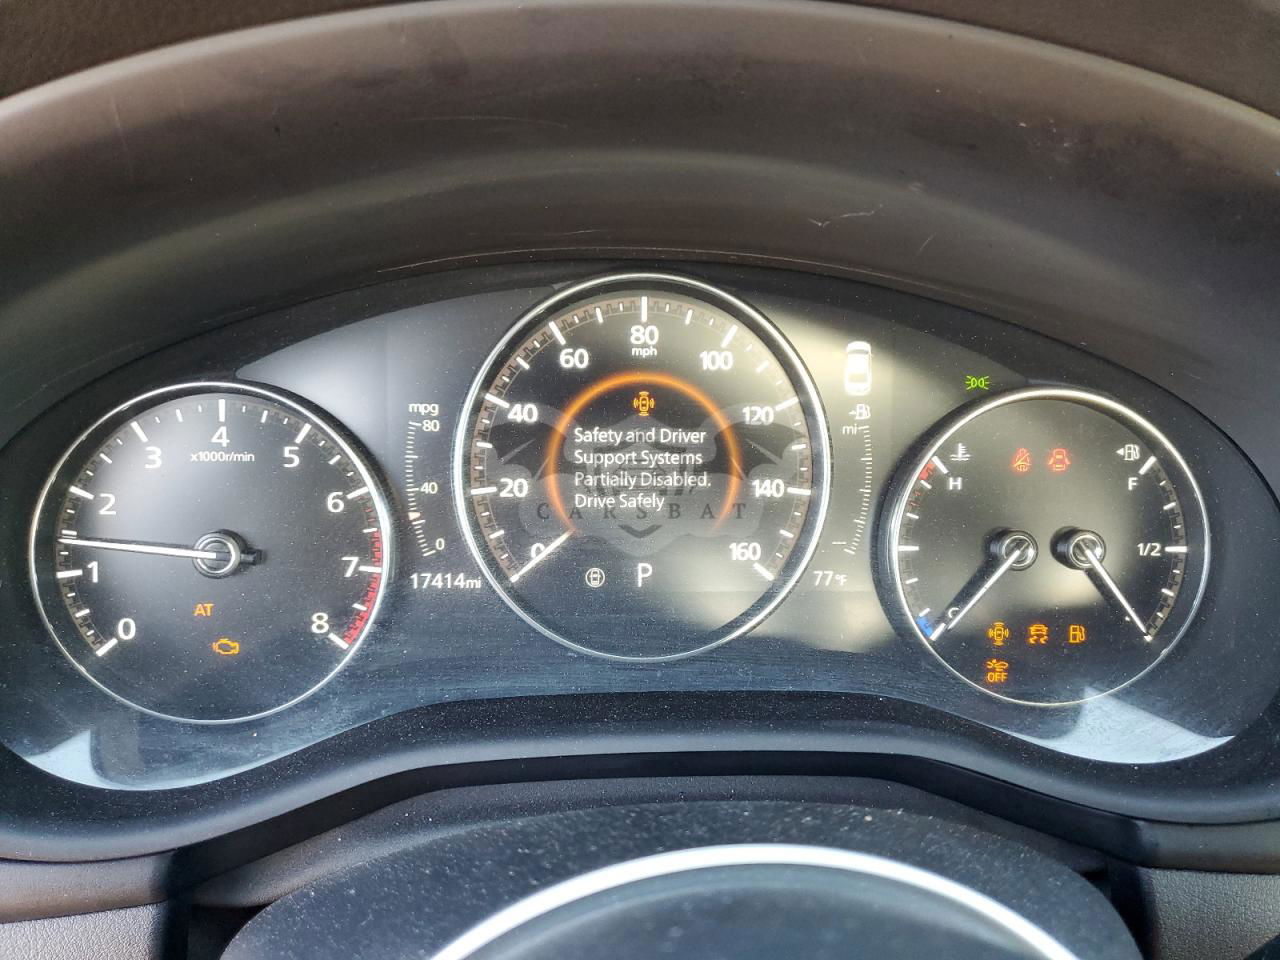 80
mph
60
100
40
120
20
140
0
160
Safety and Driver
Support Systems
Partially Disabled.
Drive Safely
CARSBAT
P
4
x1000r/min
3
5
2
6
1
7
0
8
AT
mpg
80
40
0
17414mi
mi
--
77°F
H
F
1/2
C
OFF